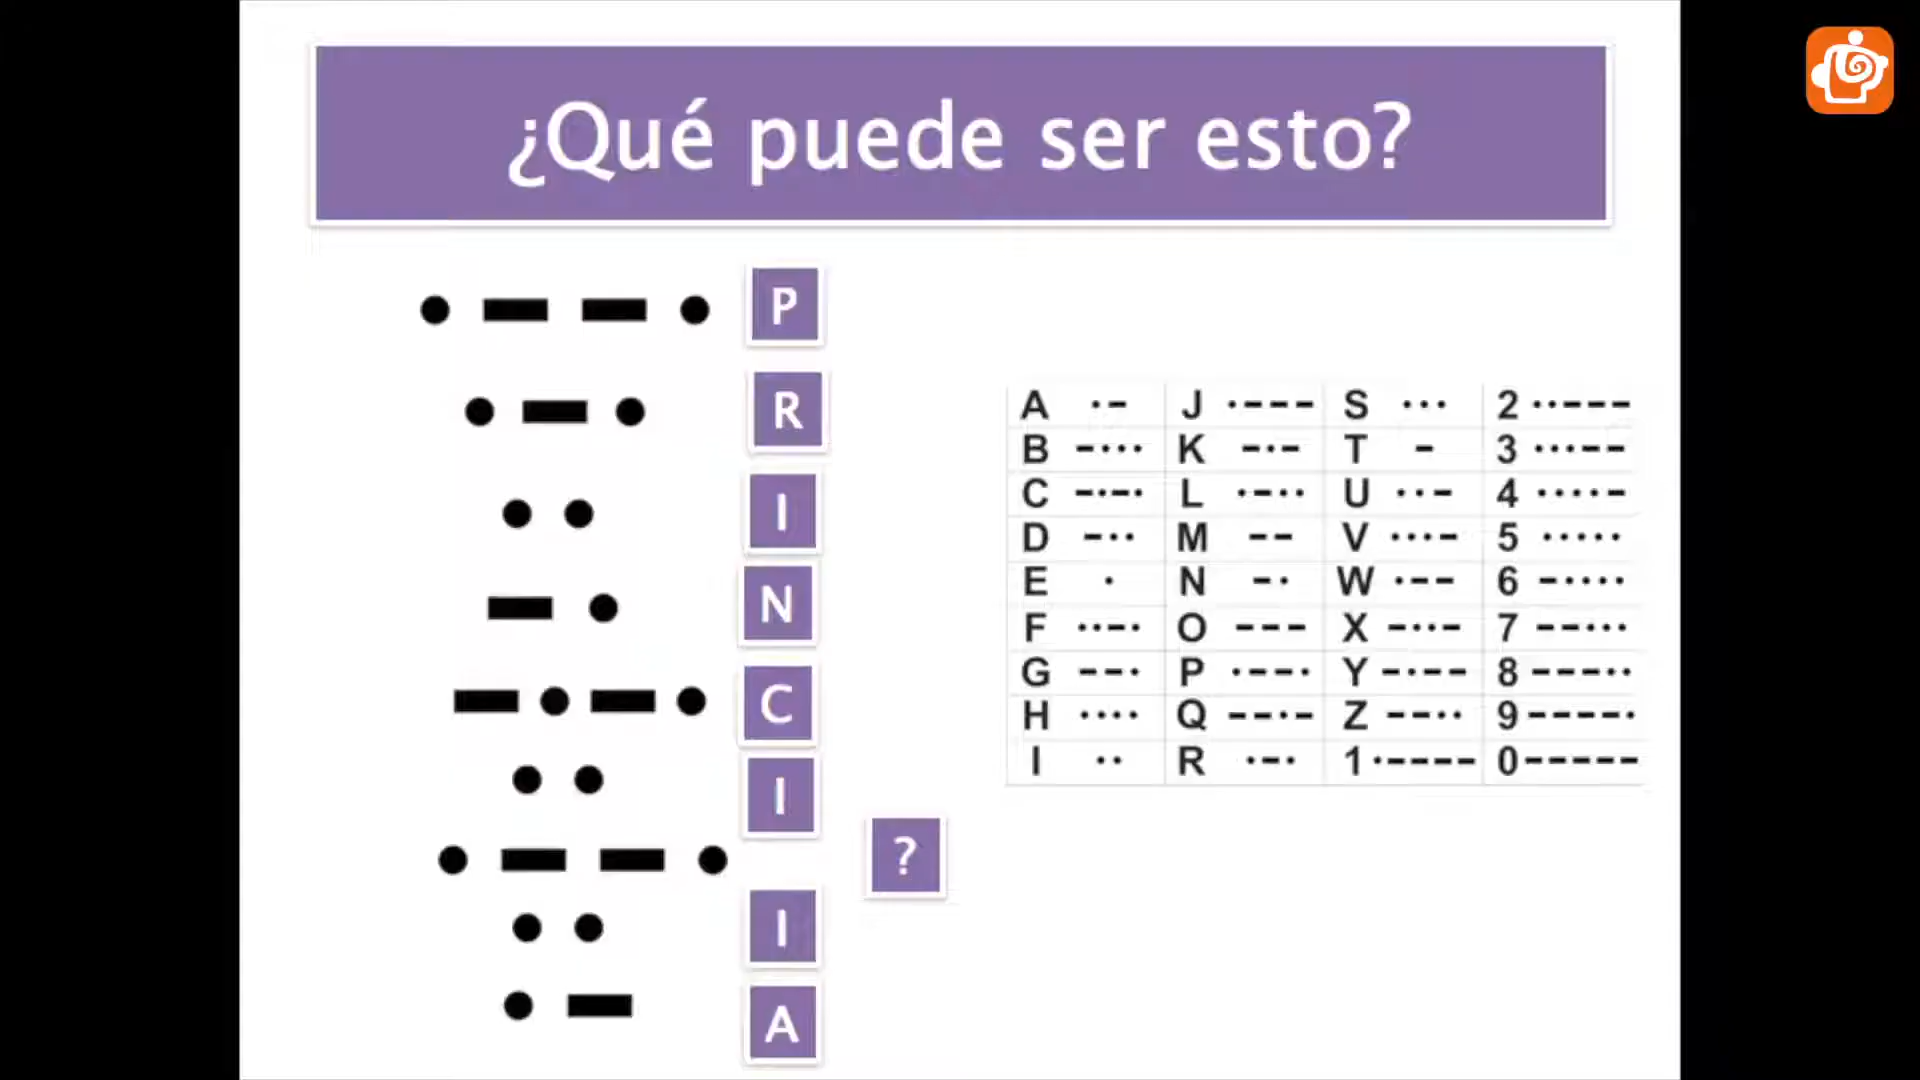 ¿Qué puede ser esto?
•--• P
•-• R
•• I
-• N
-•-• C
•• I
•--• ?
•• I
•- A
A •- J •--- S ••• 2 ••---
B -••• K -•- T - 3 •••--
C -•-• L •-•• U ••- 4 ••••-
D -•• M -- V •••- 5 •••••
E • N -• W •-- 6 -••••
F ••-• O --- X -••- 7 --•••
G --• P •--• Y -•-- 8 ---••
H •••• Q --•- Z --•• 9 ----•
I •• R •-• 1 •---- 0 -----